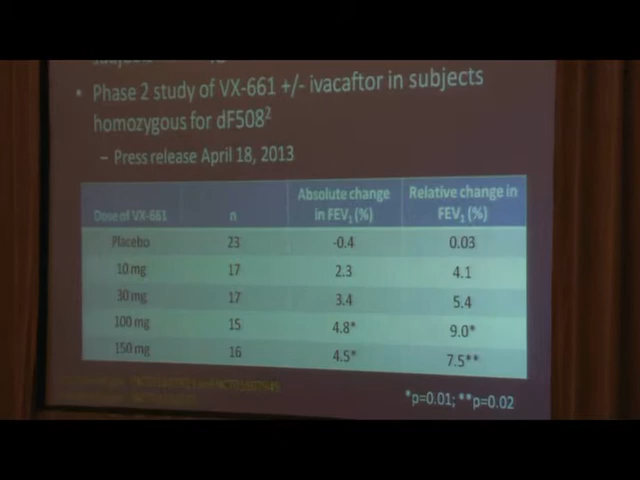 • Phase 2 study of VX-661 +/- ivacaftor in subjects
homozygous for dF508²
– Press release April 18, 2013
Dose of VX-661 n Absolute change in FEV₁ (%) Relative change in FEV₁ (%)
Placebo 23 -0.4 0.03
10 mg 17 2.3 4.1
30 mg 17 3.4 5.4
100 mg 15 4.8* 9.0*
150 mg 16 4.5* 7.5**
*p=0.01; **p=0.02